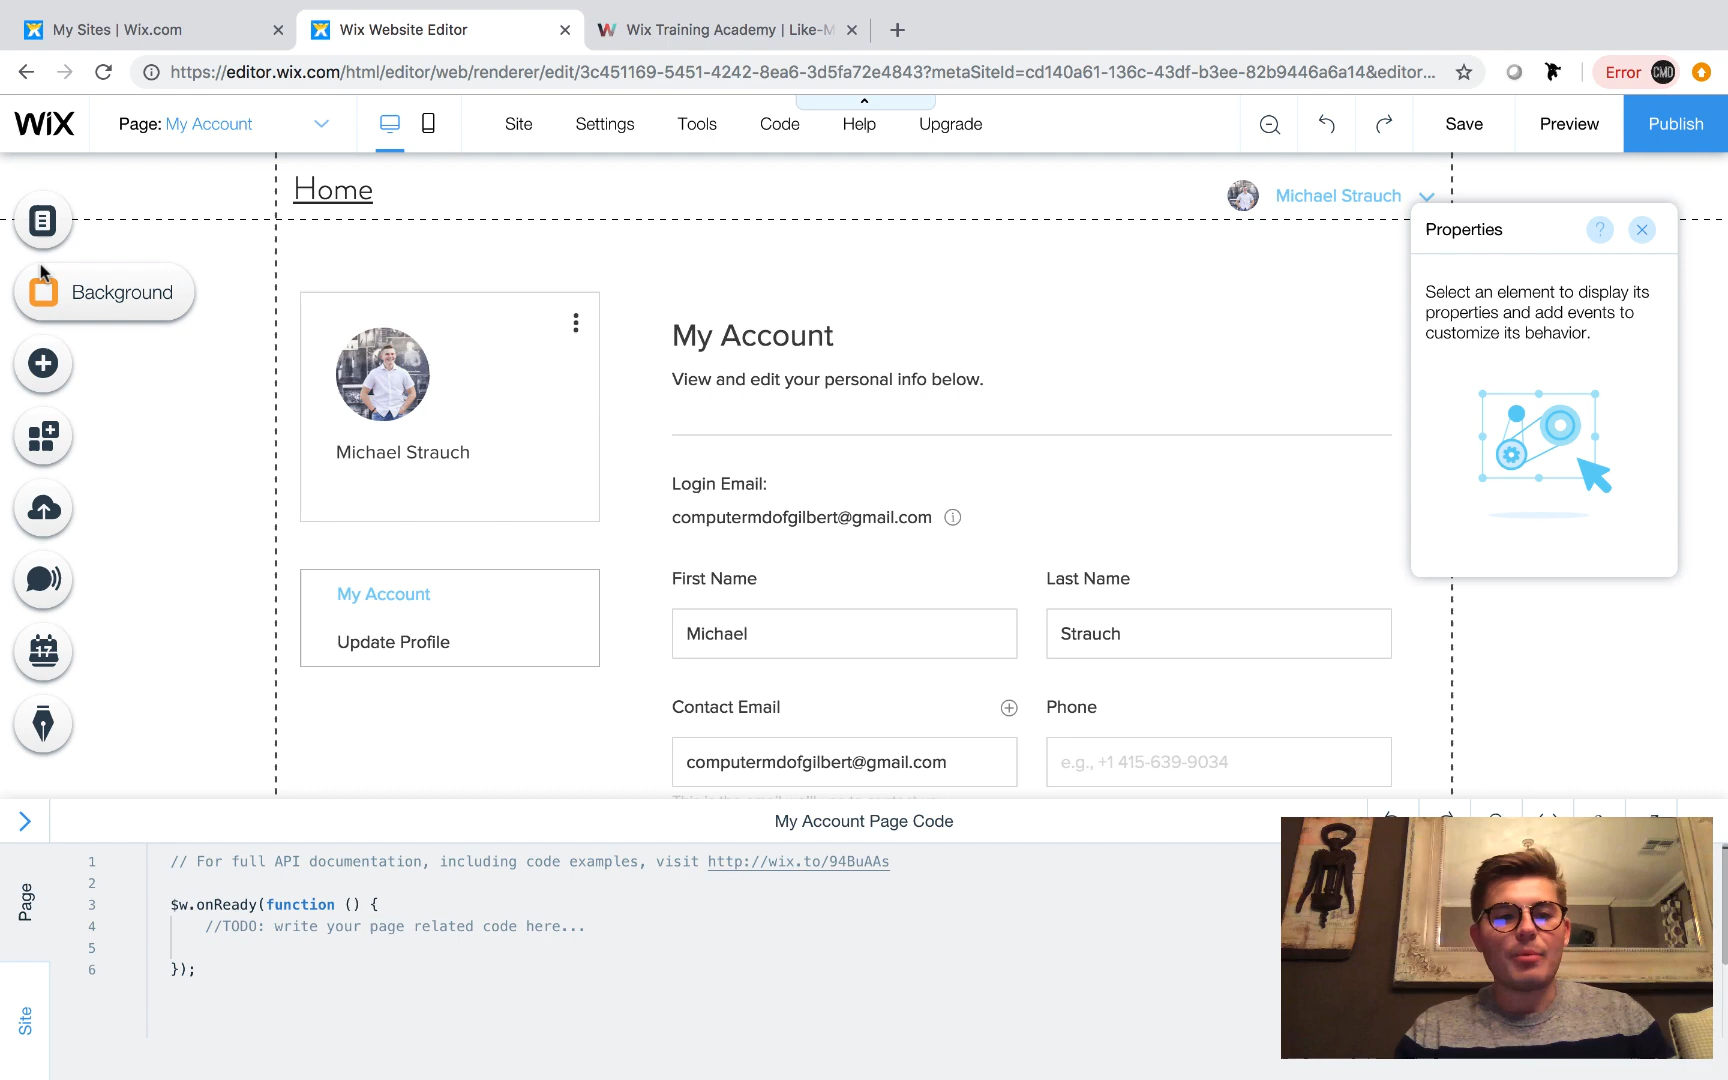 My Sites | Wix.com
Wix Website Editor
Wix Training Academy | Like-M
https://editor.wix.com/html/editor/web/renderer/edit/3c451169-5451-4242-8ea6-3d5fa72e4843?metaSiteId=cd140a61-136c-43df-b3ee-82b9446a6a14&editor...
Error CMD
WiX
Page: My Account
Site
Settings
Tools
Code
Help
Upgrade
Save
Preview
Publish
Home
Michael Strauch
Background
17
Michael Strauch
My Account
Update Profile
My Account
View and edit your personal info below.
Login Email:
computermdofgilbert@gmail.com
First Name
Last Name
Michael
Strauch
Contact Email
Phone
computermdofgilbert@gmail.com
e.g., +1 415-639-9034
Properties
?
Select an element to display its
properties and add events to
customize its behavior.
My Account Page Code
Page
Site
1 // For full API documentation, including code examples, visit http://wix.to/94BuAAs
2
3 $w.onReady(function () {
4 //TODO: write your page related code here...
5
6 });